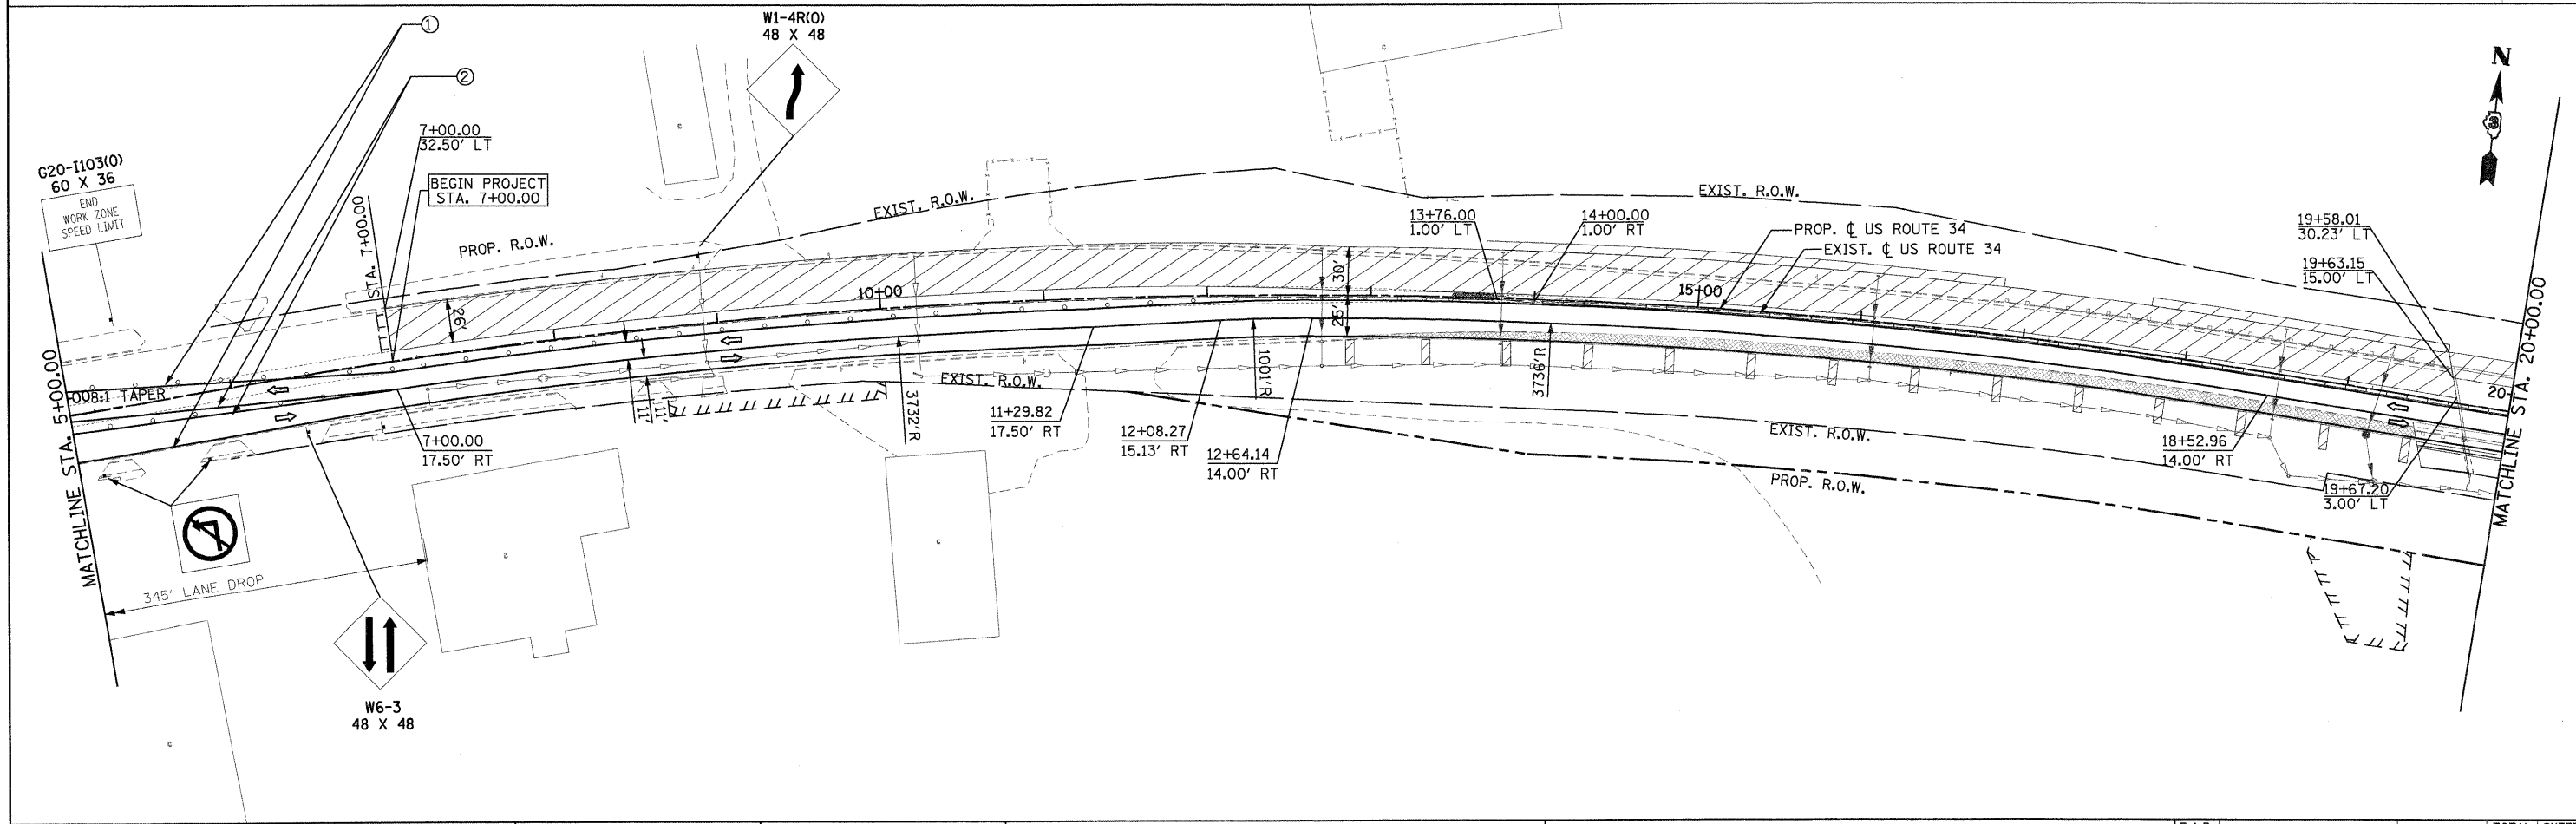 W1-4R(O)
48 X 48
1
2
N
G20-I103(O)
60 X 36
END
WORK ZONE
SPEED LIMIT
7+00.00
32.50' LT
BEGIN PROJECT
STA. 7+00.00
STA. 7+00.00
PROP. R.O.W.
EXIST. R.O.W.
EXIST. R.O.W.
13+76.00
1.00' LT
14+00.00
1.00' RT
PROP. ℄ US ROUTE 34
EXIST. ℄ US ROUTE 34
19+58.01
30.23' LT
19+63.15
15.00' LT
26'
10+00
30'
25'
15+00
20
MATCHLINE STA. 5+00.00
MATCHLINE STA. 20+00.00
008:1 TAPER
7+00.00
17.50' RT
11'
11'
3732'R
EXIST. R.O.W.
11+29.82
17.50' RT
12+08.27
15.13' RT
12+64.14
14.00' RT
1001'R
3736'R
EXIST. R.O.W.
PROP. R.O.W.
18+52.96
14.00' RT
19+67.20
3.00' LT
345' LANE DROP
W6-3
48 X 48
c
c
c
c
c